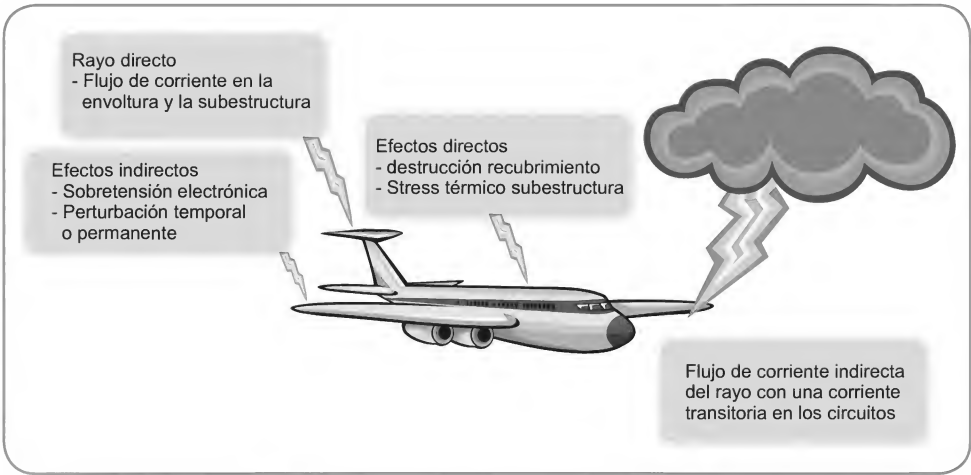 Rayo directo
- Flujo de corriente en la
envoltura y la subestructura
Efectos indirectos
- Sobretensión electrónica
- Perturbación temporal
o permanente
Efectos directos
- destrucción recubrimiento
- Stress térmico subestructura
Flujo de corriente indirecta
del rayo con una corriente
transitoria en los circuitos